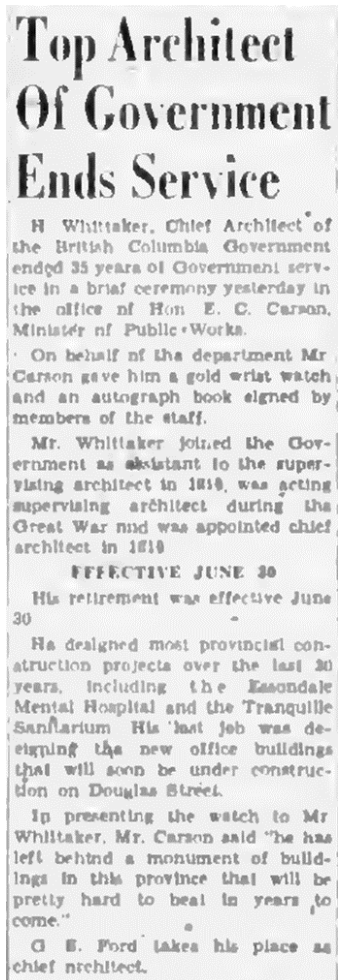 Top Architect
Of Government
Ends Service
H Whittaker, Chief Architect of
the British Columbia Government
ended 35 years of Government serv-
ice in a brief ceremony yesterday in
the office of Hon E. C. Carson,
Minister of Public Works.
On behalf of the department Mr
Carson gave him a gold wrist watch
and an autograph book signed by
members of the staff.
Mr. Whittaker joined the Gov-
ernment as assistant to the super-
vising architect in was acting
supervising architect during the
Great War and was appointed chief
architect in
EFFECTIVE JUNE 30
His retirement was effective June
30
He designed most provincial con-
struction projects over the last 30
years, including the Essondale
Mental Hospital and the Tranquille
Sanitarium His last job was de-
signing the new office buildings
that will soon be under construc-
tion on Douglas Street.
In presenting the watch to Mr
Whittaker, Mr. Carson said "he has
left behind a monument of build-
ings in this province that will be
pretty hard to beat in years to
come."
E. Ford takes his place as
chief architect.